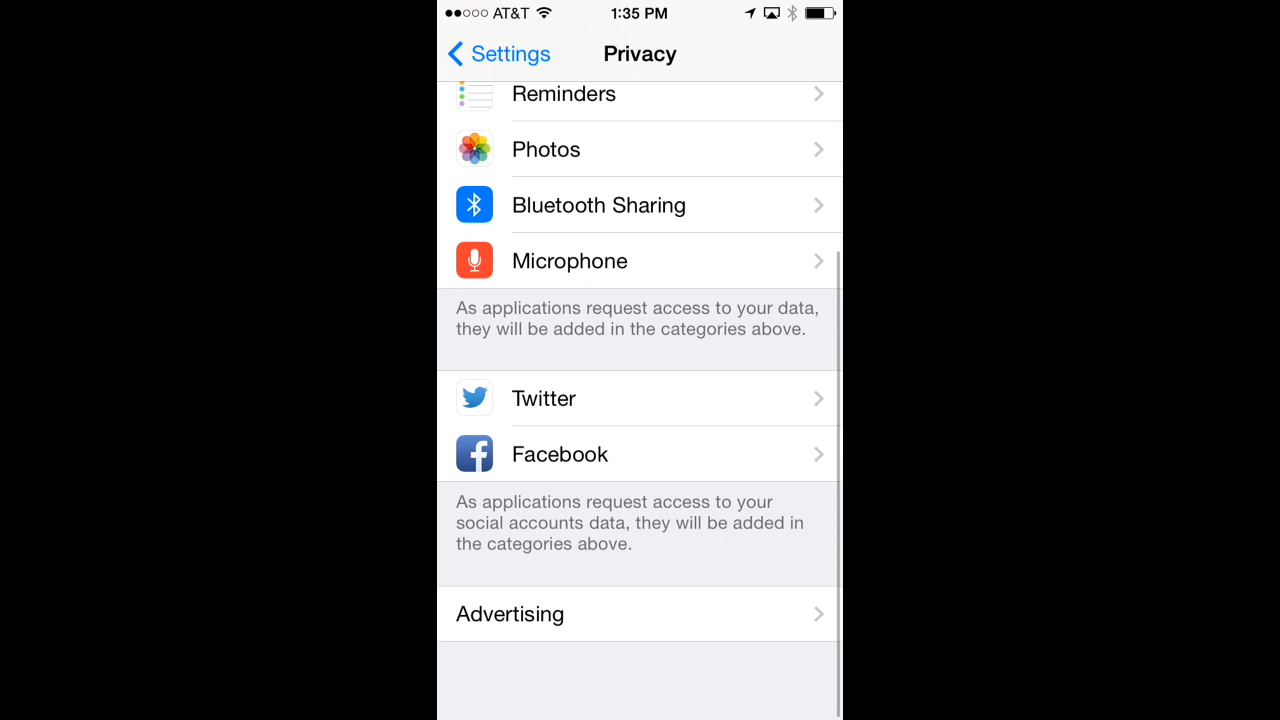 AT&T 1:35 PM
Settings Privacy
Reminders
Photos
Bluetooth Sharing
Microphone
As applications request access to your data,
they will be added in the categories above.
Twitter
Facebook
As applications request access to your
social accounts data, they will be added in
the categories above.
Advertising